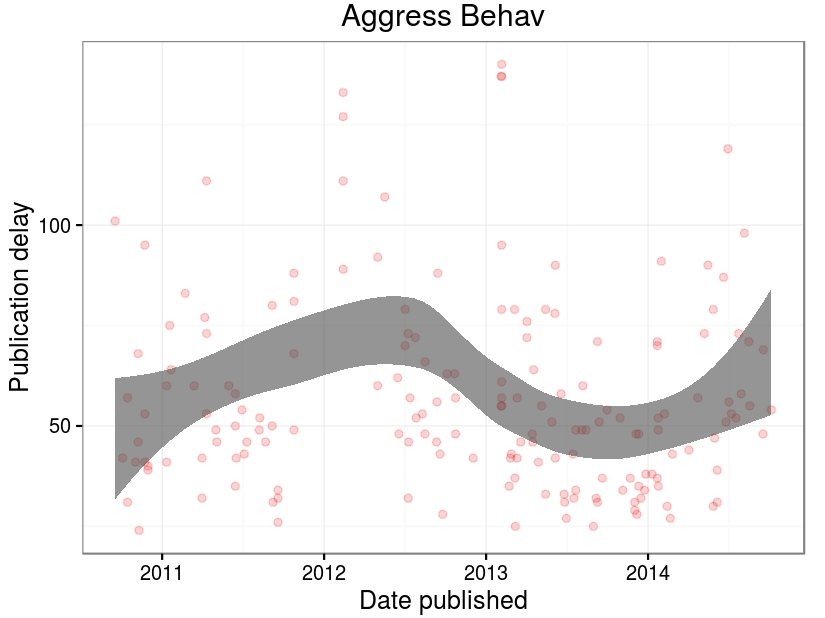 Aggress Behav
Publication delay
100
50
2011 2012 2013 2014
Date published